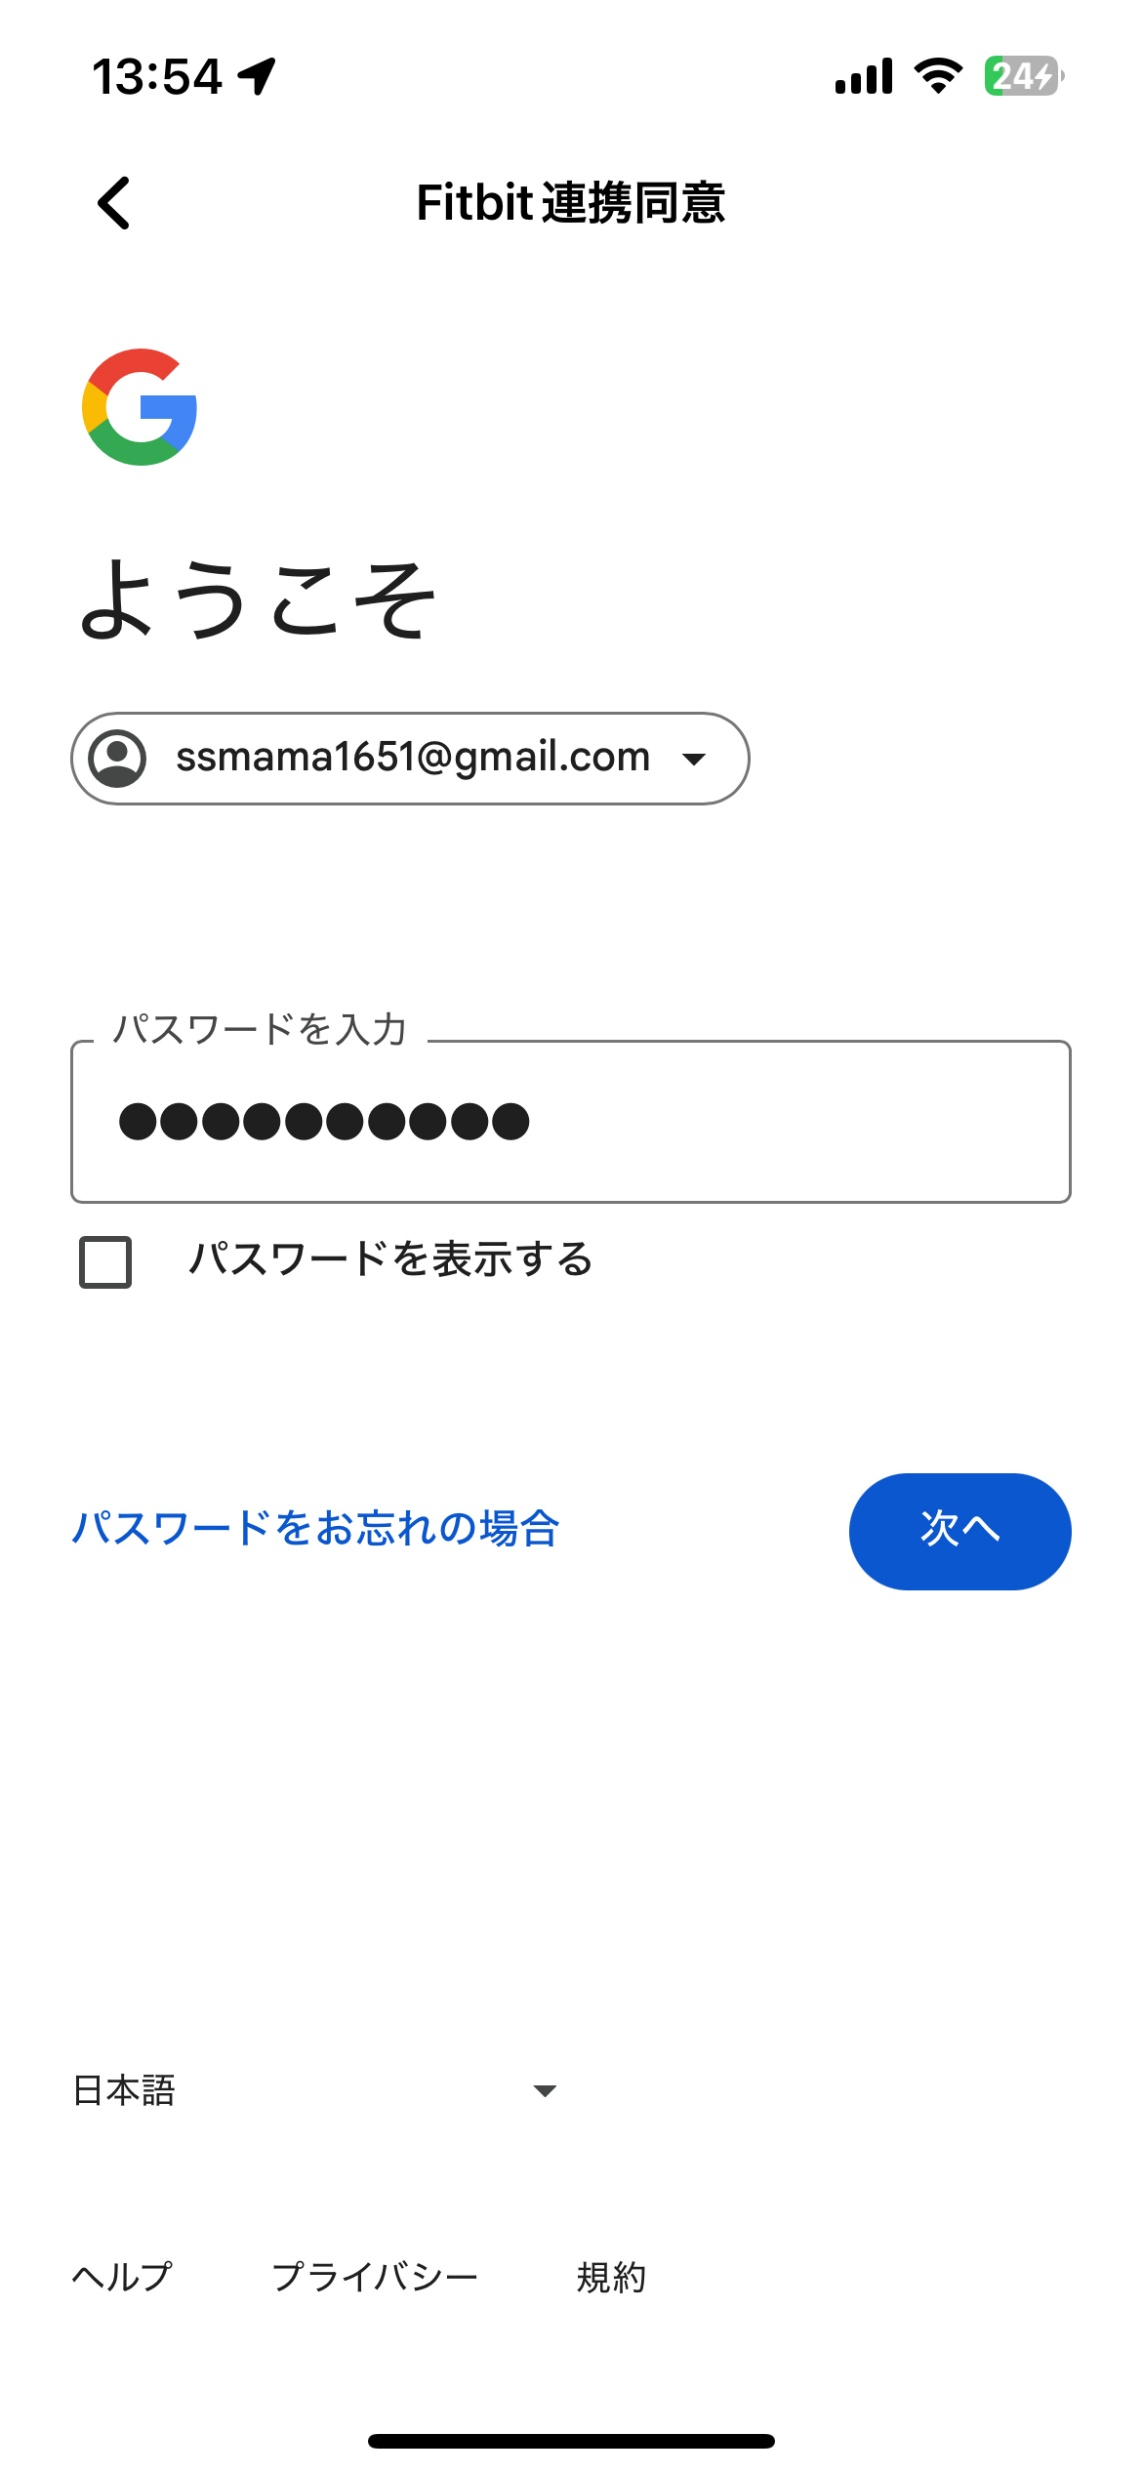 13:54
24
Fitbit 連携同意
ようこそ
ssmama1651@gmail.com
パスワードを入力
●●●●●●●●●●
パスワードを表示する
パスワードをお忘れの場合
次へ
日本語
ヘルプ プライバシー 規約